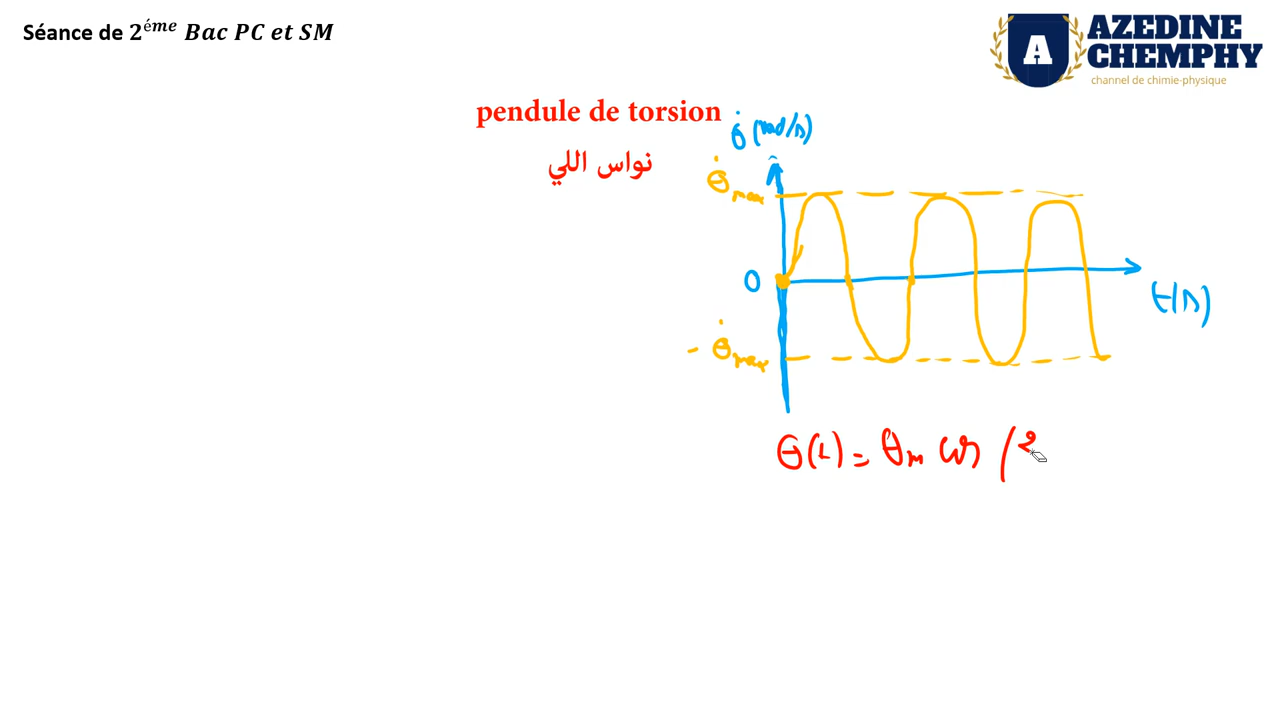 Séance de 2éme Bac PC et SM
AZEDINE
CHEMPHY
channel de chimie-physique
A
pendule de torsion
نواس اللي
θ̇ (rad/s)
θ̇max
0
t(s)
- θ̇max
θ(t) = θm cos (2